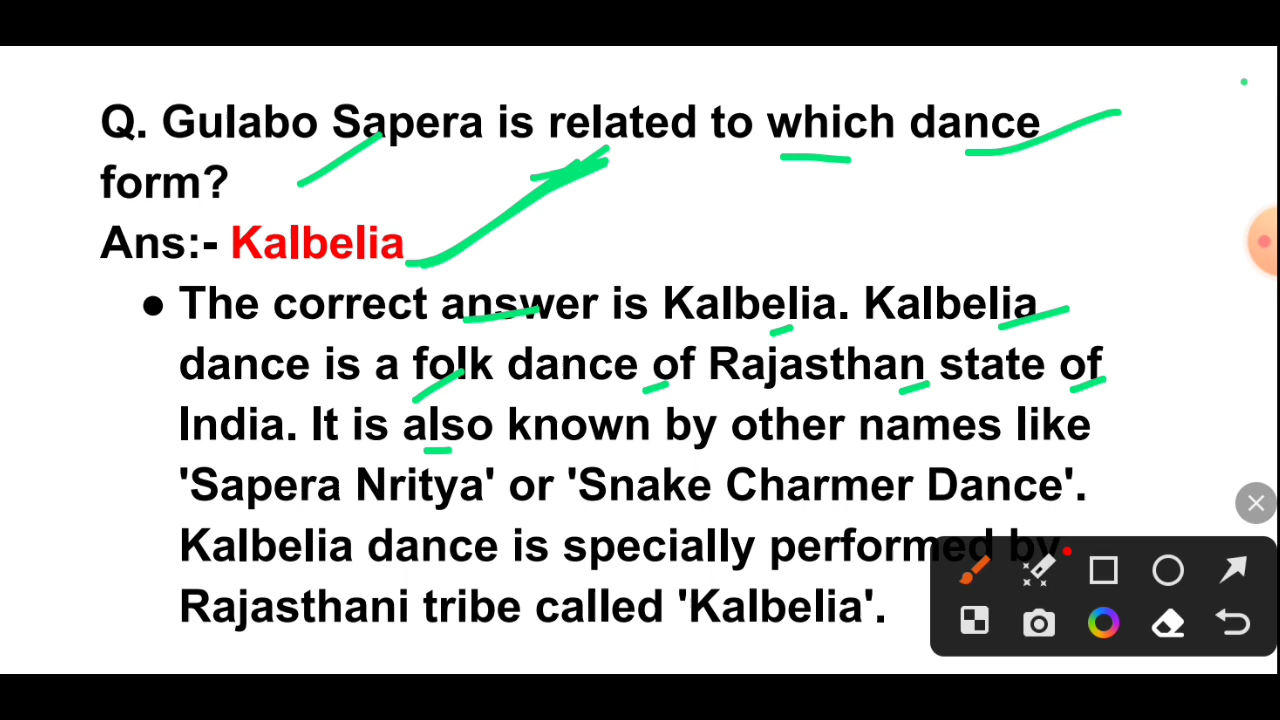 Q. Gulabo Sapera is related to which dance
form?
Ans:- Kalbelia
● The correct answer is Kalbelia. Kalbelia
dance is a folk dance of Rajasthan state of
India. It is also known by other names like
'Sapera Nritya' or 'Snake Charmer Dance'.
Kalbelia dance is specially performed by
Rajasthani tribe called 'Kalbelia'.